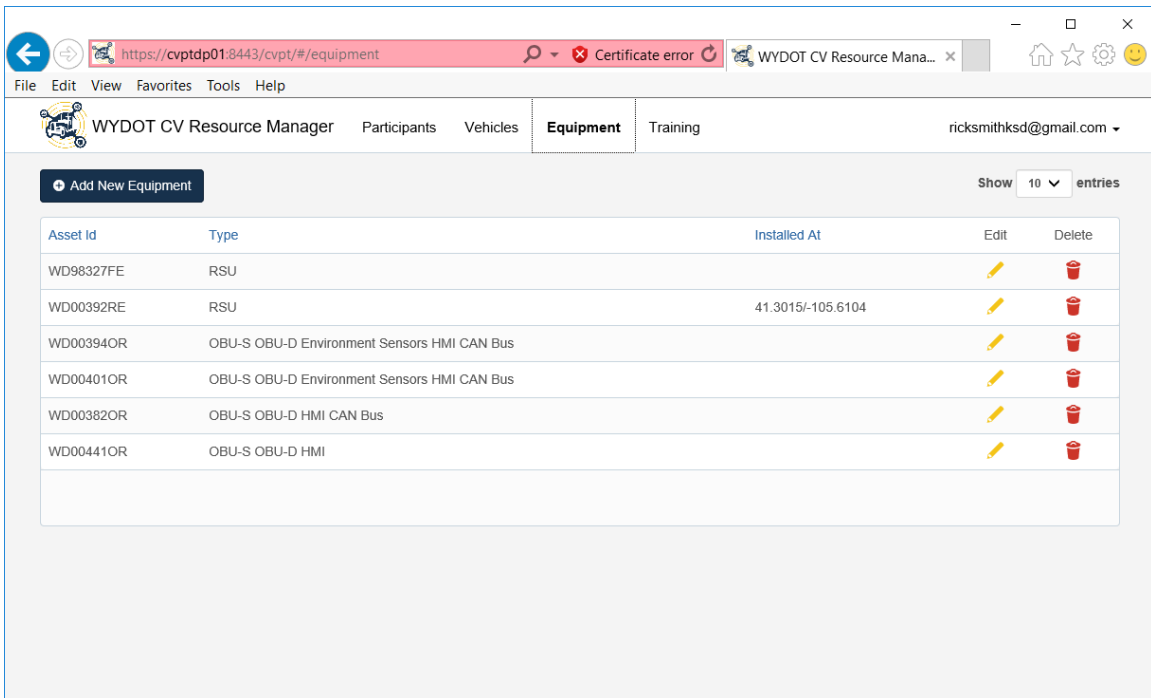 https://cvptdp01:8443/cvpt/#/equipment Certificate error WYDOT CV Resource Mana...
File Edit View Favorites Tools Help
WYDOT CV Resource Manager Participants Vehicles Equipment Training ricksmithksd@gmail.com
Add New Equipment Show 10 entries
Asset Id Type Installed At Edit Delete
WD98327FE RSU
WD00392RE RSU 41.3015/-105.6104
WD00394OR OBU-S OBU-D Environment Sensors HMI CAN Bus
WD00401OR OBU-S OBU-D Environment Sensors HMI CAN Bus
WD00382OR OBU-S OBU-D HMI CAN Bus
WD00441OR OBU-S OBU-D HMI